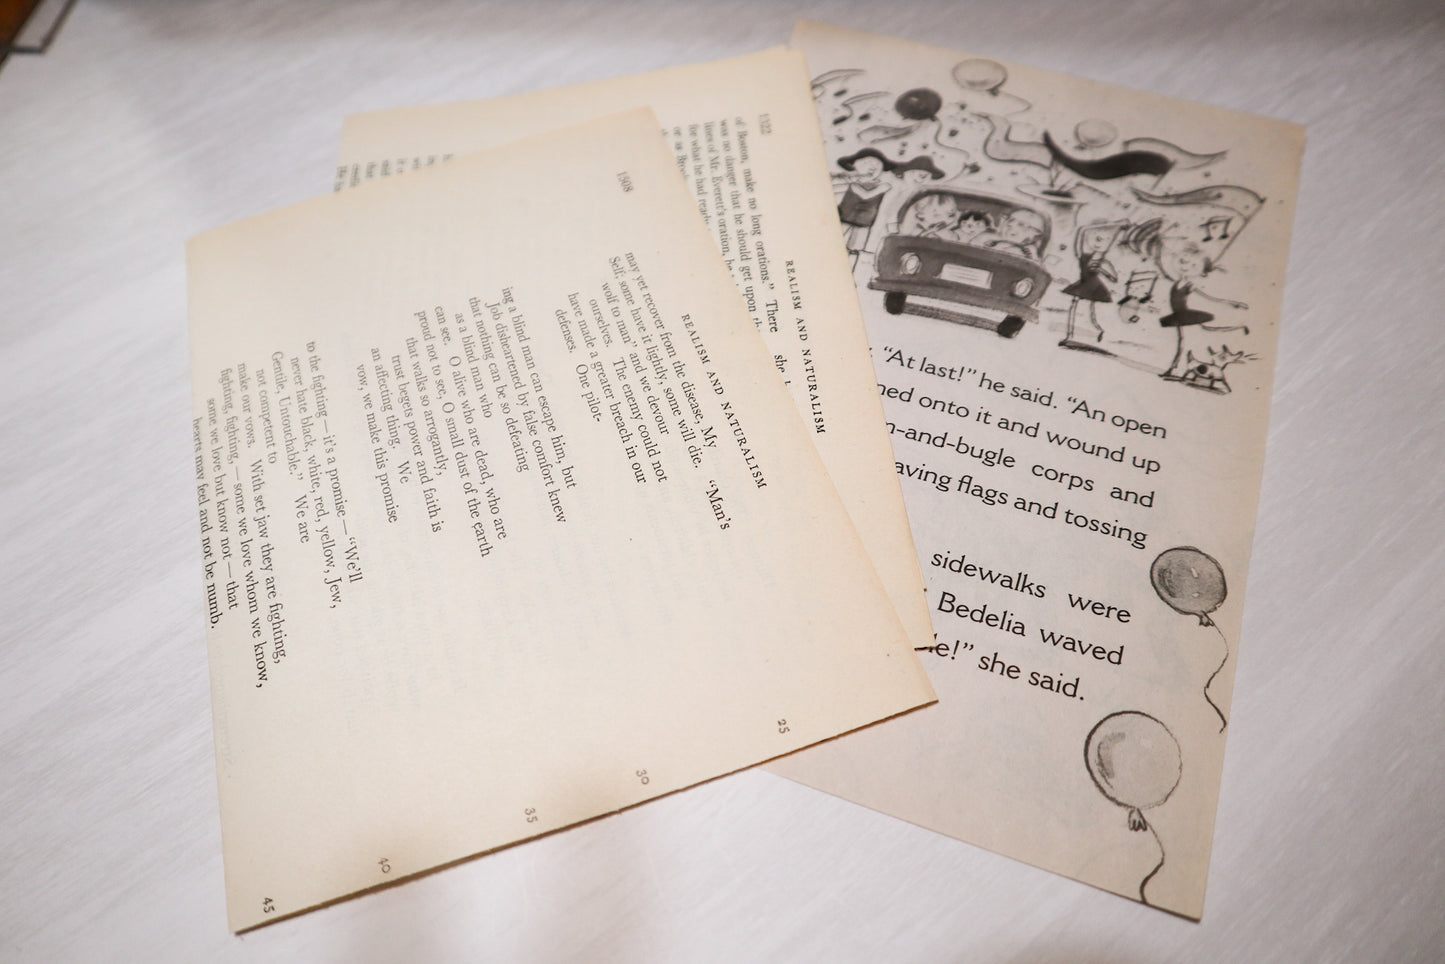 1508
REALISM AND NATURALISM
may yet recover from the disease, My
Self; some have it lightly, some will die. "Man's
wolf to man" and we devour
ourselves. The enemy could not
have made a greater breach in our
defenses. One pilot-
25
ing a blind man can escape him, but
Job disheartened by false comfort knew
that nothing can be so defeating
as a blind man who
can see. O alive who are dead, who are
proud not to see, O small dust of the earth
30
that walks so arrogantly,
trust begets power and faith is
an affecting thing. We
vow, we make this promise
35
to the fighting—it's a promise—"We'll
never hate black, white, red, yellow, Jew,
Gentile, Untouchable." We are
not competent to
40
make our vows. With set jaw they are fighting,
fighting, fighting,—some we love whom we know,
some we love but know not—that
hearts may feel and not be numb.
45
1322
REALISM AND NATURALISM
of Boston, make no long orations." There
was no danger that he should get upon
lines of Mr. Everett's oration, he
for what he had ready
or as
she
"At last!" he said. "An open
onto it and wound up
-and-bugle corps and
flags and tossing
sidewalks were
Bedelia waved
she said.